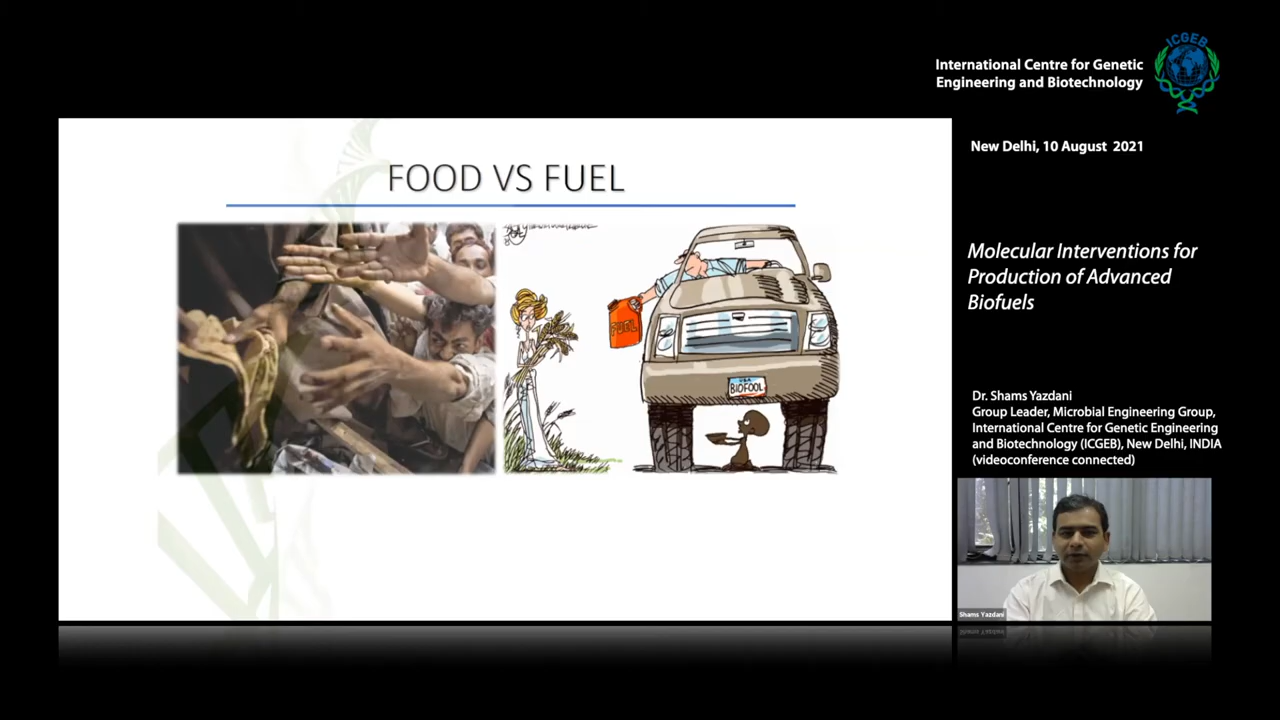 ICGEB
International Centre for Genetic
Engineering and Biotechnology
New Delhi, 10 August 2021
FOOD VS FUEL
FUEL
USA
BIOFOOL
Molecular Interventions for
Production of Advanced
Biofuels
Dr. Shams Yazdani
Group Leader, Microbial Engineering Group,
International Centre for Genetic Engineering
and Biotechnology (ICGEB), New Delhi, INDIA
(videoconference connected)
Shams Yazdani